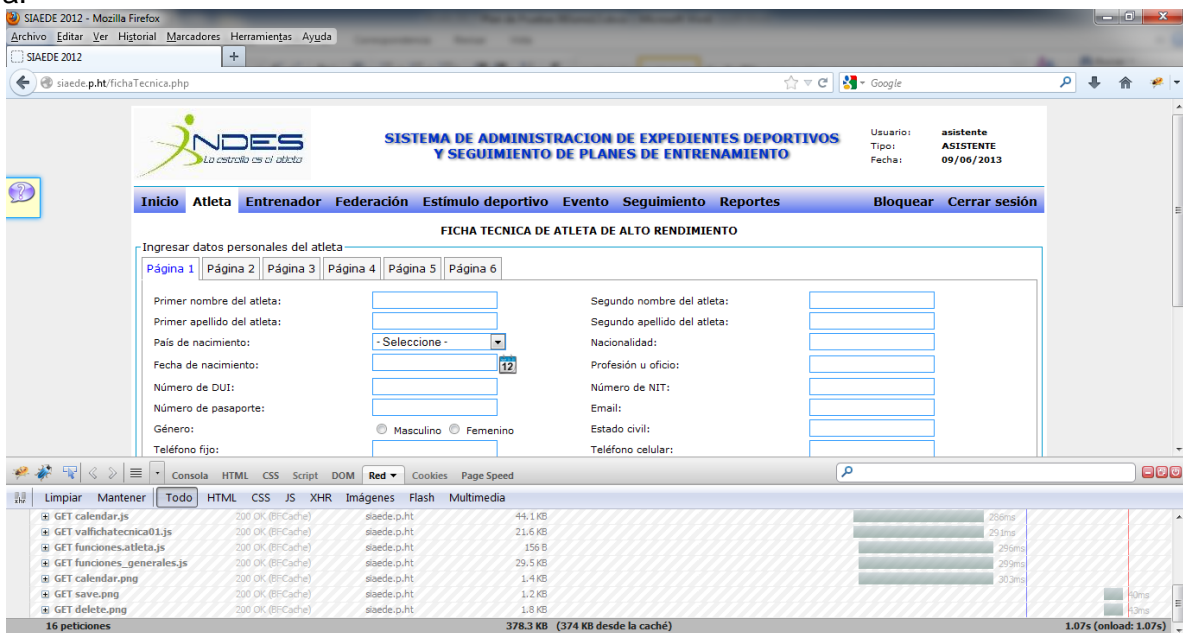 a.
SIAEDE 2012 - Mozilla Firefox
Archivo Editar Ver Historial Marcadores Herramientas Ayuda
SIAEDE 2012 +
siaede.p.ht/fichaTecnica.php Google
INDES
La estrella es el atleta
SISTEMA DE ADMINISTRACION DE EXPEDIENTES DEPORTIVOS
Y SEGUIMIENTO DE PLANES DE ENTRENAMIENTO
Usuario: asistente
Tipo: ASISTENTE
Fecha: 09/06/2013
Inicio Atleta Entrenador Federación Estímulo deportivo Evento Seguimiento Reportes Bloquear Cerrar sesión
FICHA TECNICA DE ATLETA DE ALTO RENDIMIENTO
Ingresar datos personales del atleta
Página 1 Página 2 Página 3 Página 4 Página 5 Página 6
Primer nombre del atleta: Segundo nombre del atleta:
Primer apellido del atleta: Segundo apellido del atleta:
País de nacimiento: - Seleccione - Nacionalidad:
Fecha de nacimiento: 12 Profesión u oficio:
Número de DUI: Número de NIT:
Número de pasaporte: Email:
Género: Masculino Femenino Estado civil:
Teléfono fijo: Teléfono celular:
Consola HTML CSS Script DOM Red Cookies Page Speed
Limpiar Mantener Todo HTML CSS JS XHR Imágenes Flash Multimedia
GET calendar.js 200 OK (BFCache) siaede.p.ht 44.1 KB 286ms
GET valfichatecnica01.js 200 OK (BFCache) siaede.p.ht 21.6 KB 291ms
GET funciones.atleta.js 200 OK (BFCache) siaede.p.ht 156 B 296ms
GET funciones_generales.js 200 OK (BFCache) siaede.p.ht 29.5 KB 299ms
GET calendar.png 200 OK (BFCache) siaede.p.ht 1.4 KB 303ms
GET save.png 200 OK (BFCache) siaede.p.ht 1.2 KB 40ms
GET delete.png 200 OK (BFCache) siaede.p.ht 1.8 KB 43ms
16 peticiones 378.3 KB (374 KB desde la caché) 1.07s (onload: 1.07s)